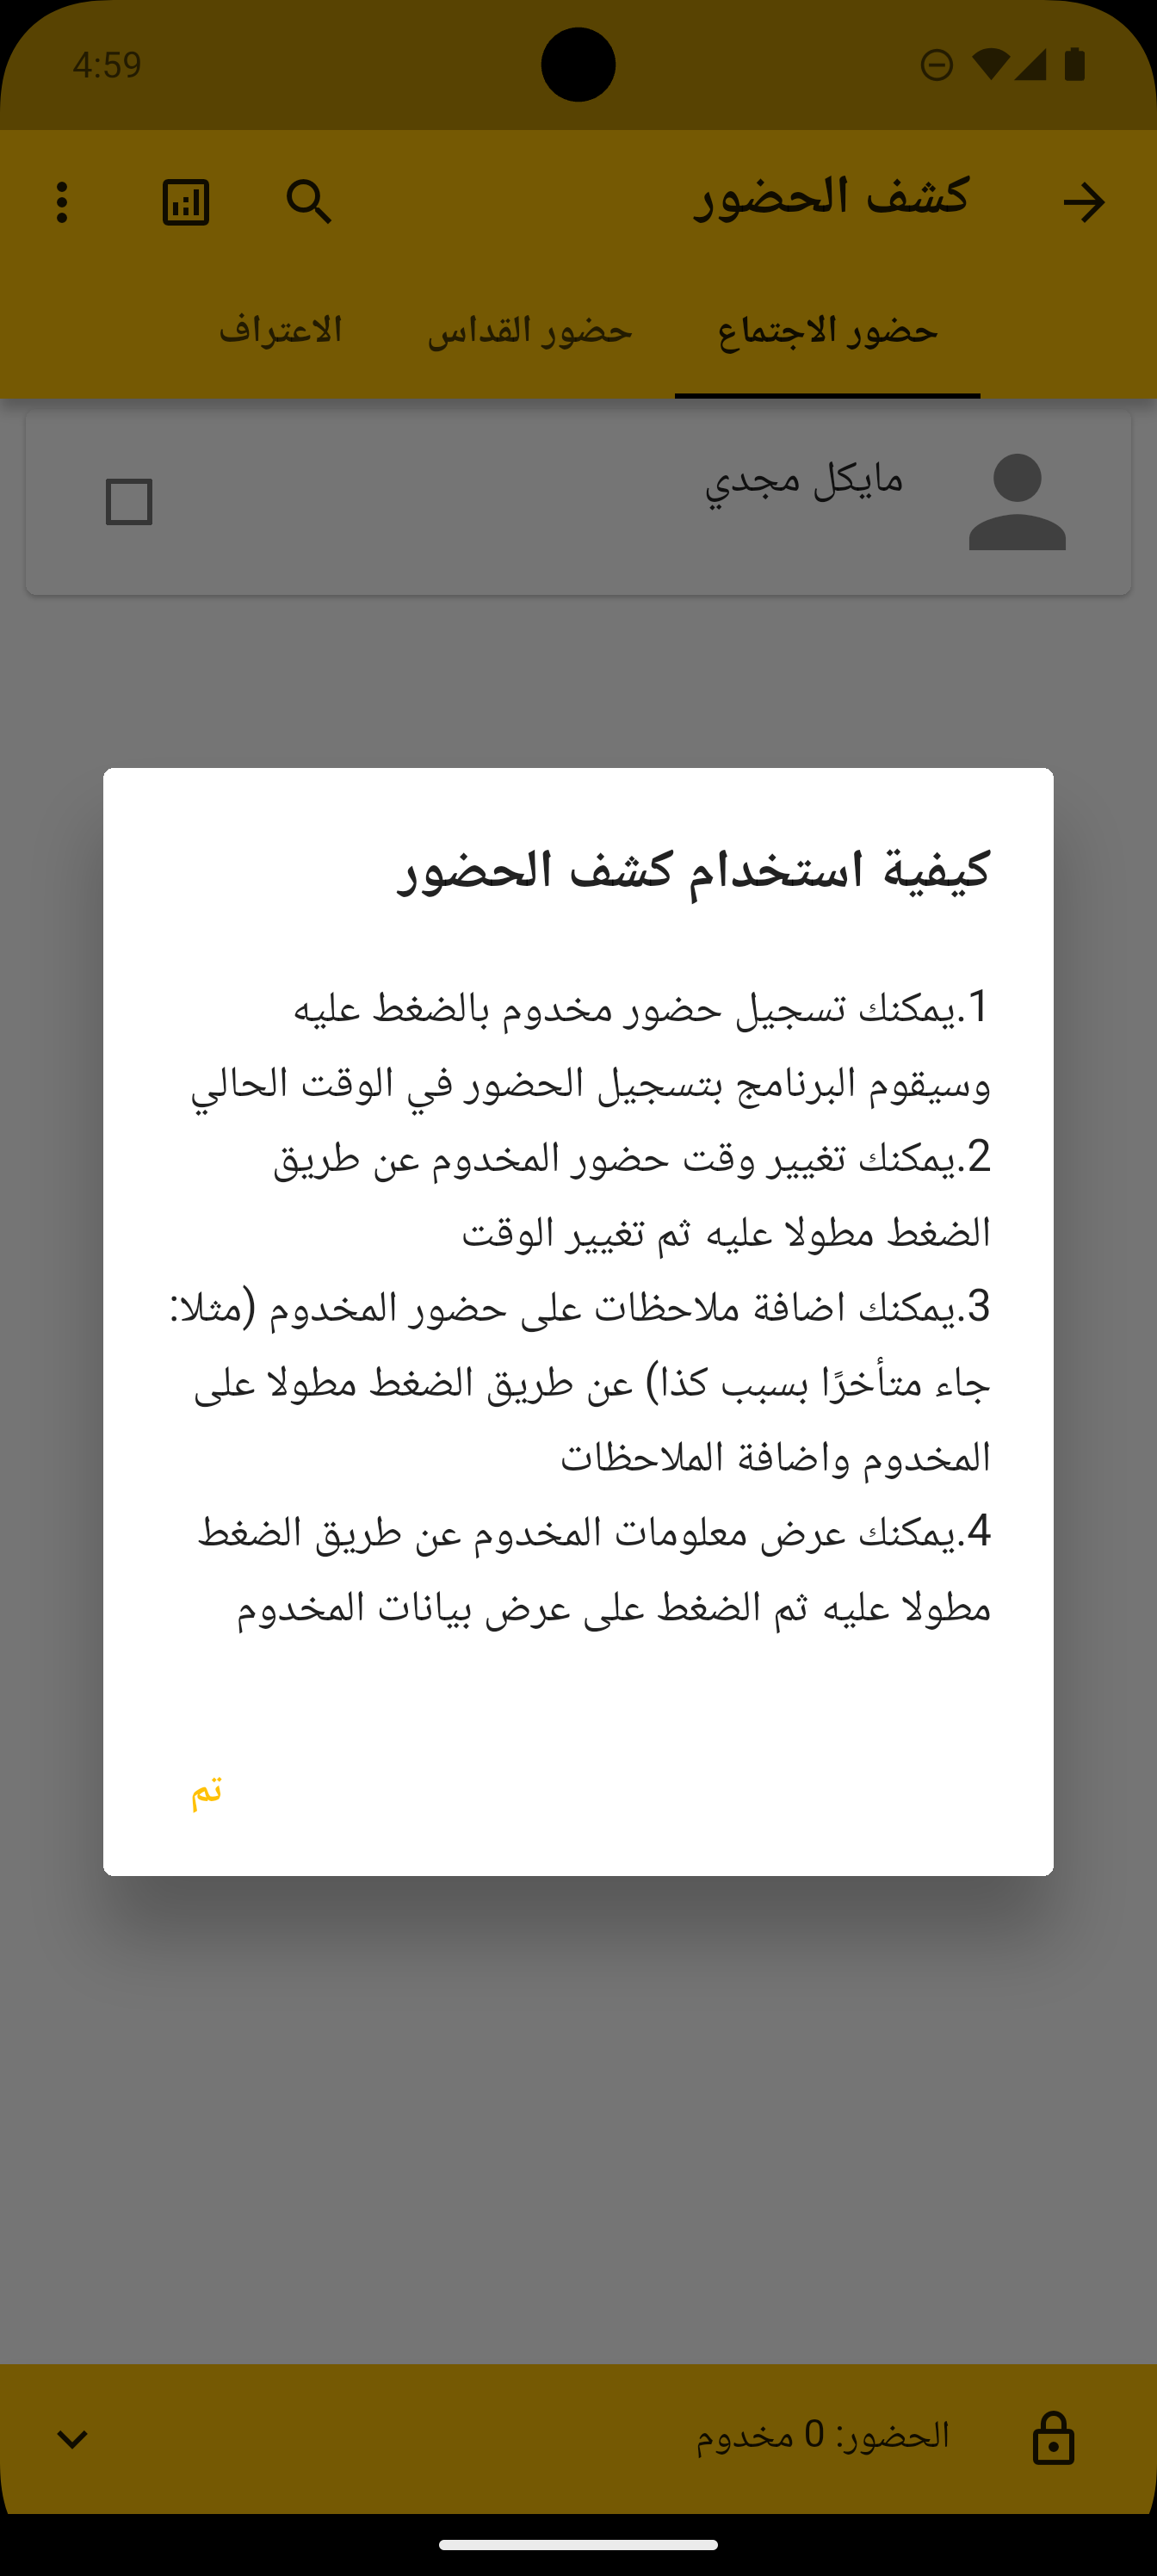 4:59
كشف الحضور
حضور الاجتماع
حضور القداس
الاعتراف
مايكل مجدي
كيفية استخدام كشف الحضور
1.يمكنك تسجيل حضور مخدوم بالضغط عليه
وسيقوم البرنامج بتسجيل الحضور في الوقت الحالي
2.يمكنك تغيير وقت حضور المخدوم عن طريق
الضغط مطولا عليه ثم تغيير الوقت
3.يمكنك اضافة ملاحظات على حضور المخدوم (مثلا:
جاء متأخرًا بسبب كذا) عن طريق الضغط مطولا على
المخدوم واضافة الملاحظات
4.يمكنك عرض معلومات المخدوم عن طريق الضغط
مطولا عليه ثم الضغط على عرض بيانات المخدوم
تم
الحضور: 0 مخدوم